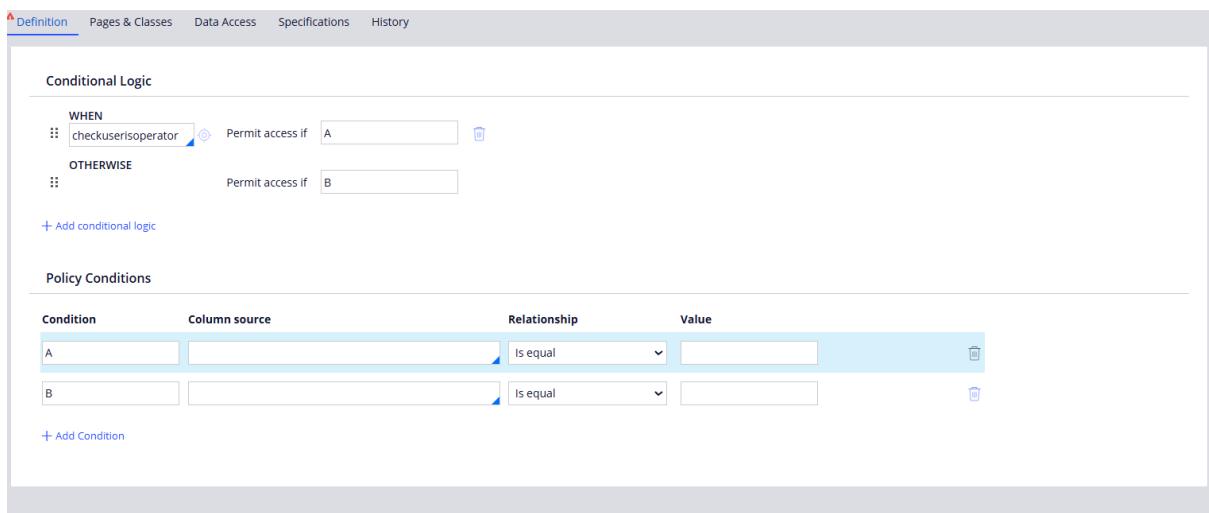 Definition Pages & Classes Data Access Specifications History
Conditional Logic
WHEN
checkuserisoperator Permit access if A
OTHERWISE
Permit access if B
+ Add conditional logic
Policy Conditions
Condition Column source Relationship Value
A Is equal
B Is equal
+ Add Condition